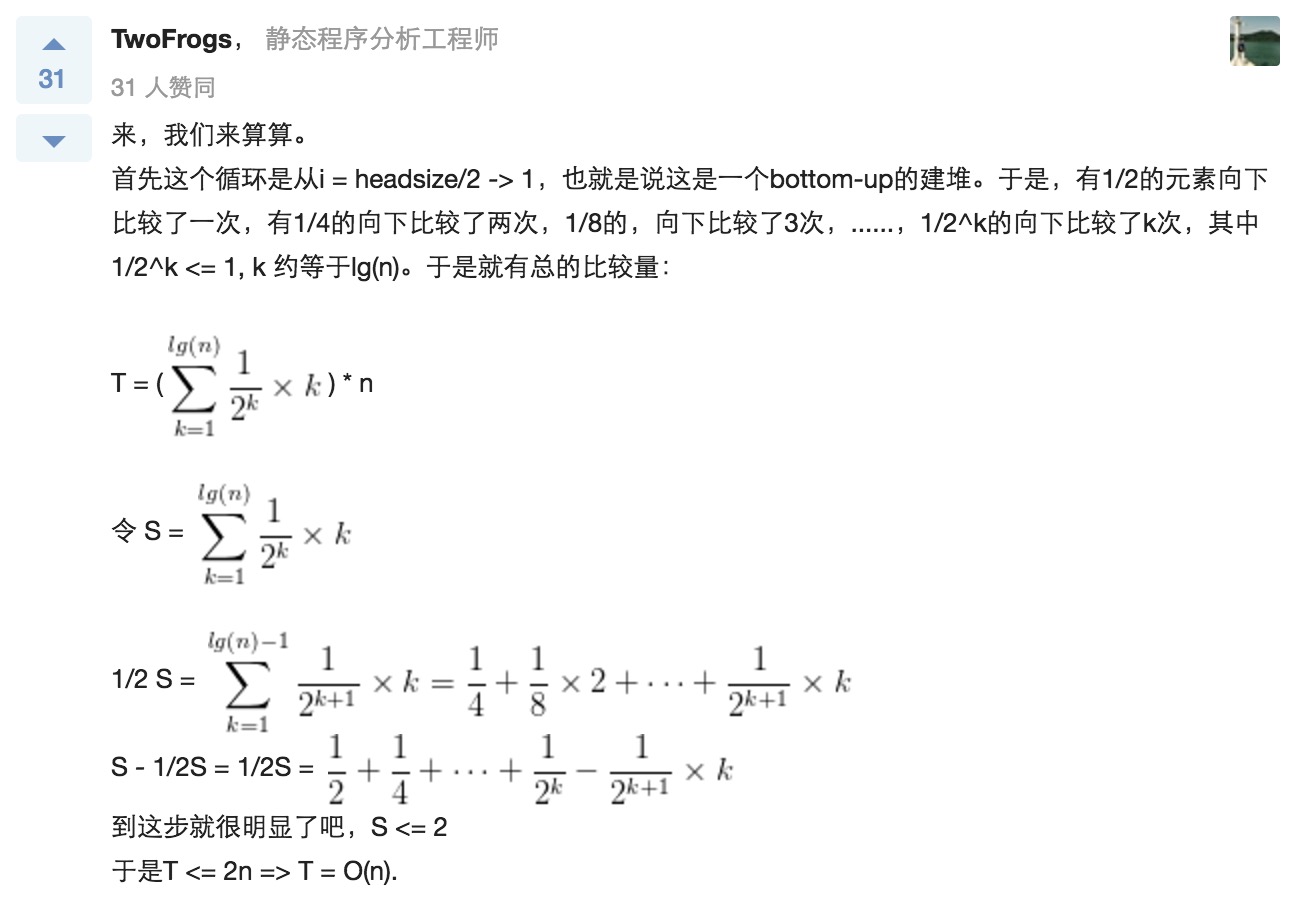 31
TwoFrogs， 静态程序分析工程师
31 人赞同
来，我们来算算。
首先这个循环是从i = headsize/2 -> 1，也就是说这是一个bottom-up的建堆。于是，有1/2的元素向下
比较了一次，有1/4的向下比较了两次，1/8的，向下比较了3次，......，1/2^k的向下比较了k次，其中
1/2^k <= 1, k 约等于lg(n)。于是就有总的比较量：
T = ( \sum_{k=1}^{lg(n)} \frac{1}{2^k} × k ) * n
令 S = \sum_{k=1}^{lg(n)} \frac{1}{2^k} × k
1/2 S = \sum_{k=1}^{lg(n)-1} \frac{1}{2^{k+1}} × k = \frac{1}{4} + \frac{1}{8} × 2 + ··· + \frac{1}{2^{k+1}} × k
S - 1/2S = 1/2S = \frac{1}{2} + \frac{1}{4} + ··· + \frac{1}{2^k} − \frac{1}{2^{k+1}} × k
到这步就很明显了吧，S <= 2
于是T <= 2n => T = O(n).